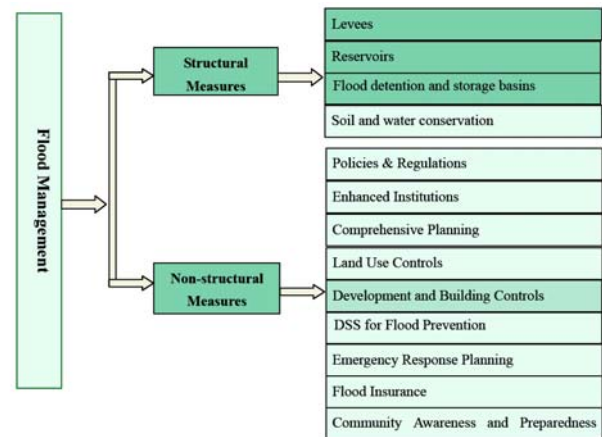 Flood Management
Structural
Measures
Levees
Reservoirs
Flood detention and storage basins
Soil and water conservation
Non-structural
Measures
Policies & Regulations
Enhanced Institutions
Comprehensive Planning
Land Use Controls
Development and Building Controls
DSS for Flood Prevention
Emergency Response Planning
Flood Insurance
Community Awareness and Preparedness